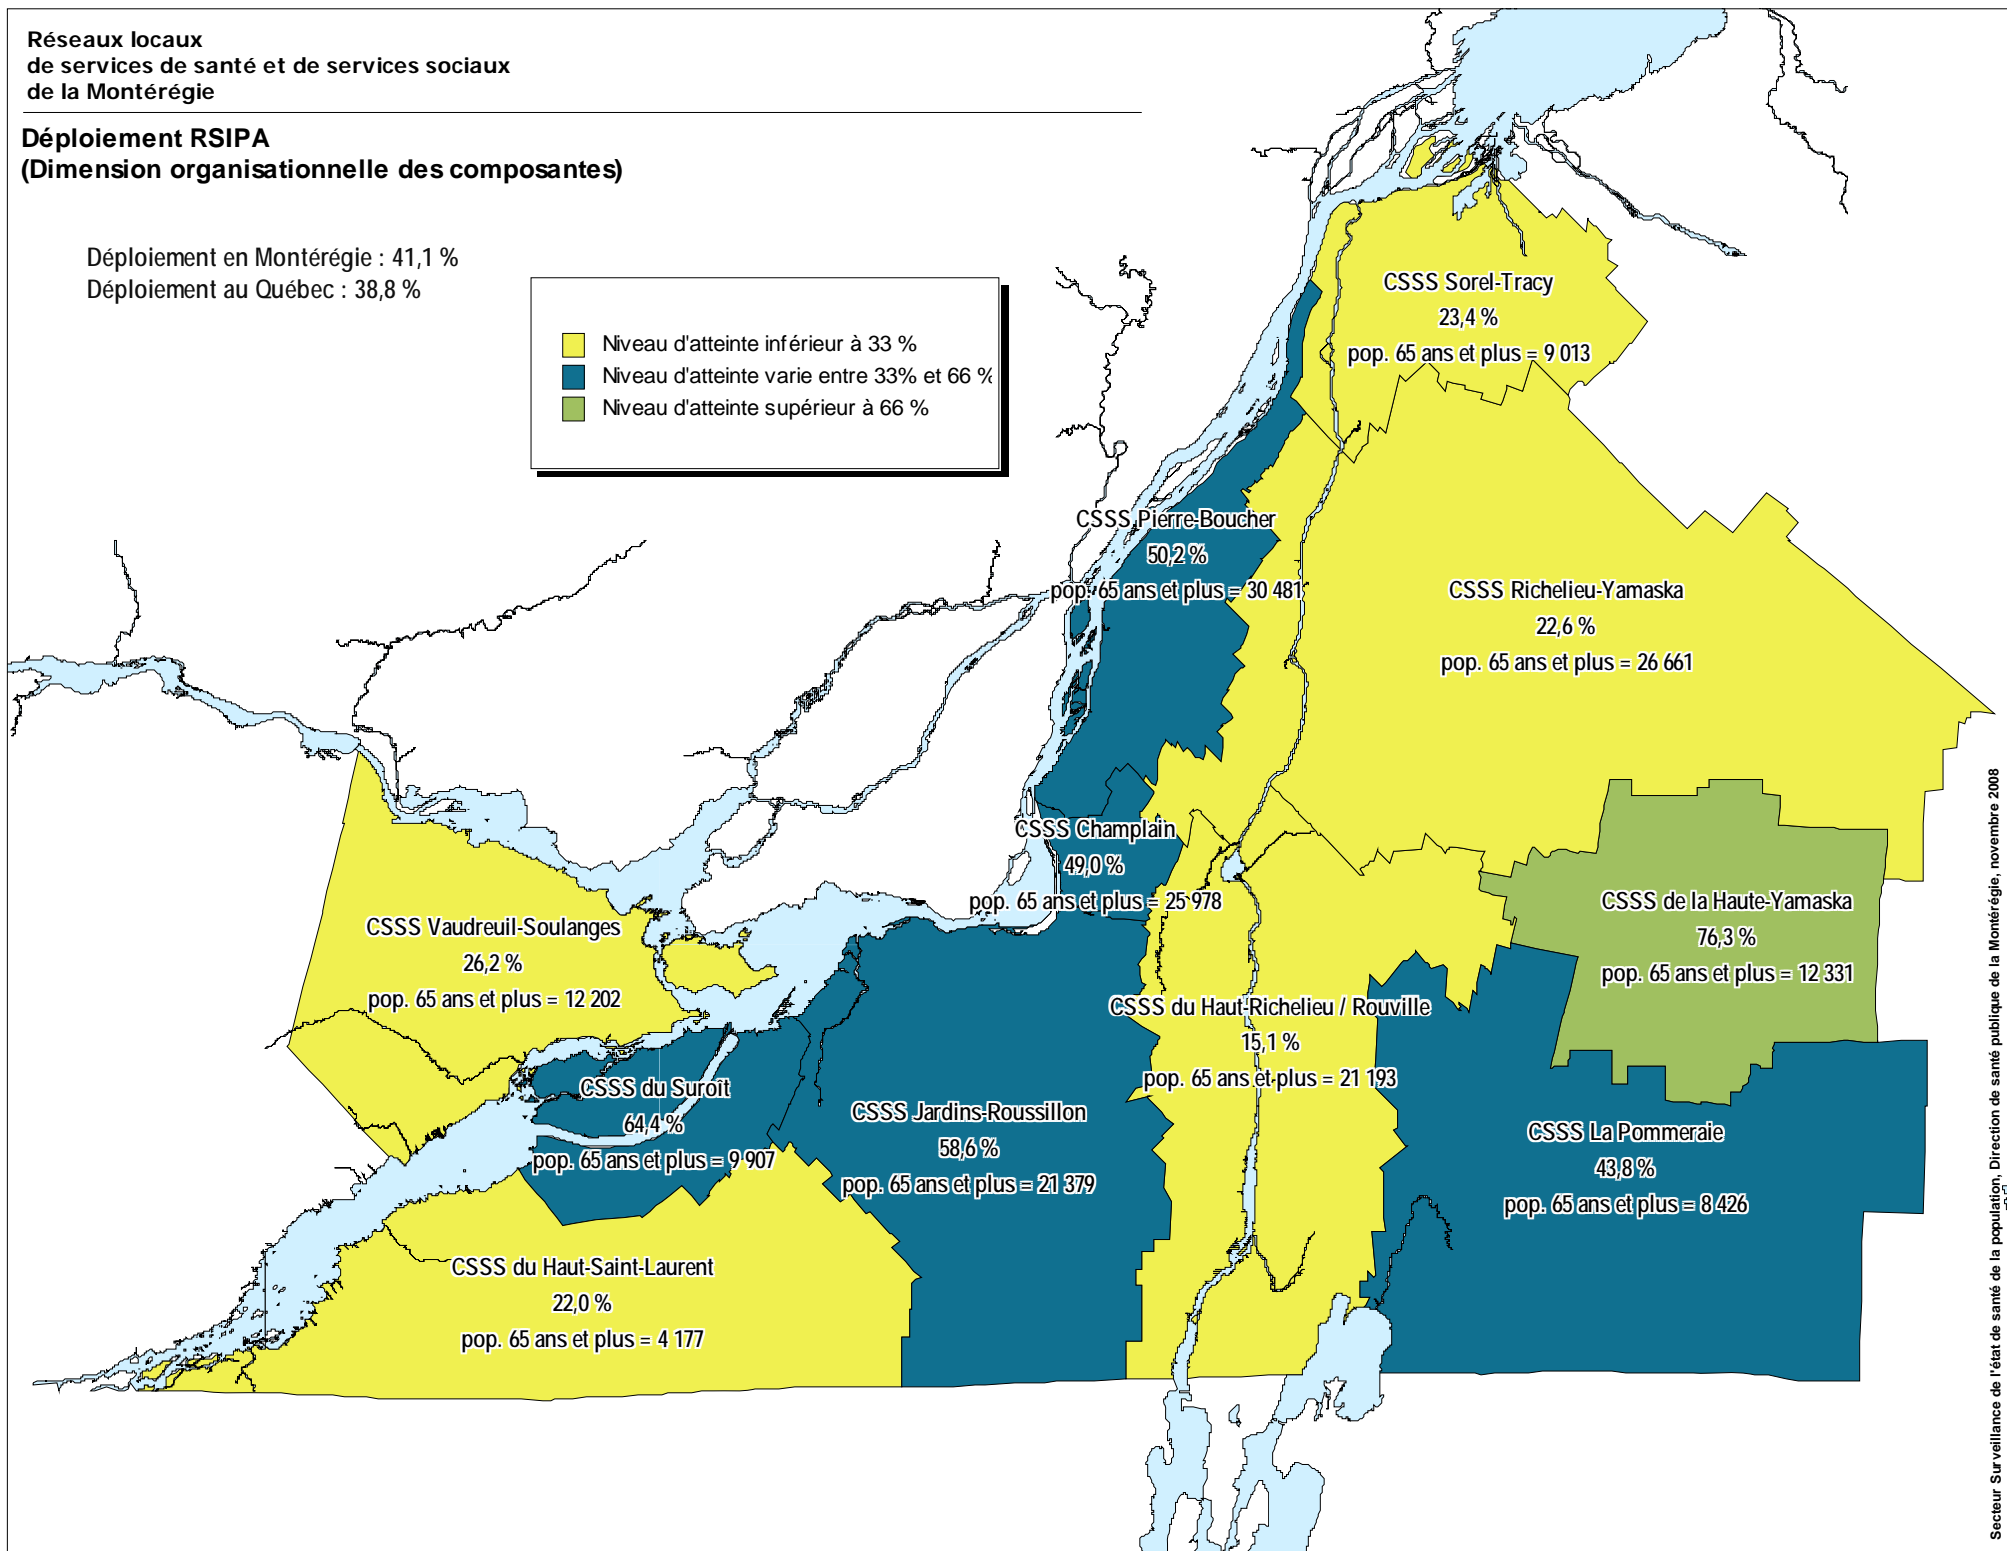 Réseaux locaux
de services de santé et de services sociaux
de la Montérégie
Déploiement RSIPA
(Dimension organisationnelle des composantes)
Déploiement en Montérégie : 41,1 %
Déploiement au Québec : 38,8 %
Niveau d'atteinte inférieur à 33 %
Niveau d'atteinte varie entre 33% et 66 %
Niveau d'atteinte supérieur à 66 %
CSSS Sorel-Tracy
23,4 %
pop. 65 ans et plus = 9 013
CSSS Pierre-Boucher
50,2 %
pop. 65 ans et plus = 30 481
CSSS Richelieu-Yamaska
22,6 %
pop. 65 ans et plus = 26 661
CSSS Champlain
49,0 %
pop. 65 ans et plus = 25 978
CSSS de la Haute-Yamaska
76,3 %
pop. 65 ans et plus = 12 331
CSSS Vaudreuil-Soulanges
26,2 %
pop. 65 ans et plus = 12 202
CSSS du Haut-Richelieu / Rouville
15,1 %
pop. 65 ans et plus = 21 193
CSSS du Suroît
64,4 %
pop. 65 ans et plus = 9 907
CSSS Jardins-Roussillon
58,6 %
pop. 65 ans et plus = 21 379
CSSS La Pommeraie
43,8 %
pop. 65 ans et plus = 8 426
CSSS du Haut-Saint-Laurent
22,0 %
pop. 65 ans et plus = 4 177
Secteur Surveillance de l'état de santé de la population, Direction de santé publique de la Montérégie, novembre 2008